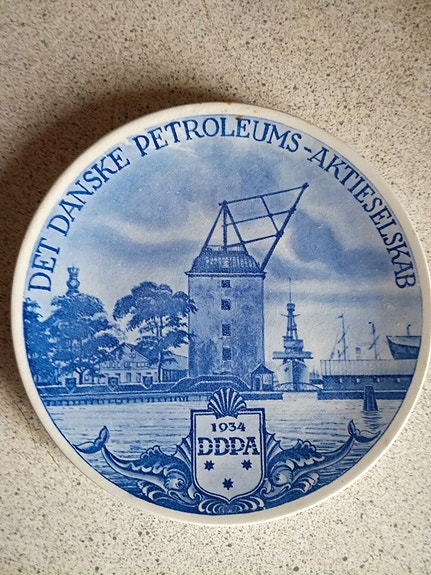 DET DANSKE PETROLEUMS-AKTIESELSKAB
1934
DDPA